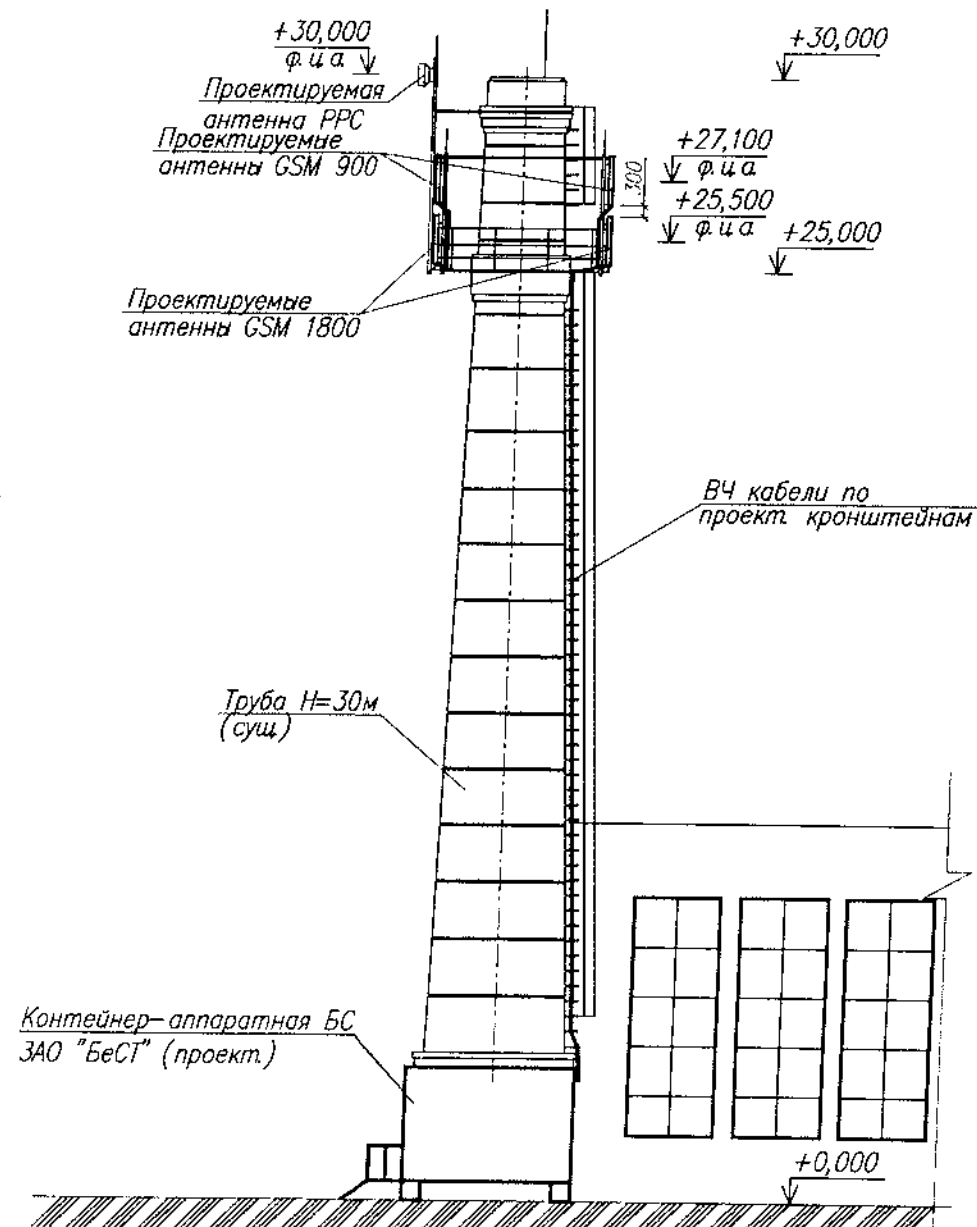 +30,000
ф.ц.а.
Проектируемая
антенна РРС
Проектируемые
антенны GSM 900
Проектируемые
антенны GSM 1800
+30,000
+27,100
ф.ц.а.
300
+25,500
ф.ц.а.
+25,000
ВЧ кабели по
проект. кронштейнам
Труба H=30м
(сущ.)
Контейнер-аппаратная БС
ЗАО "БеСТ" (проект.)
+0,000